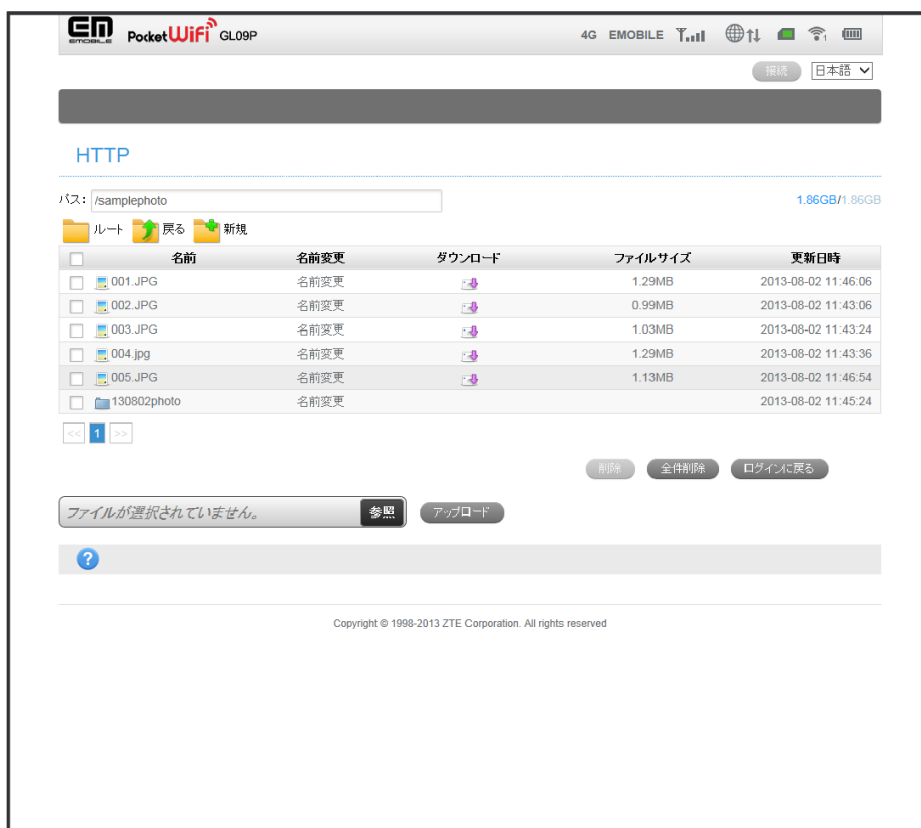 EM EMOBILE Pocket WiFi GL09P 4G EMOBILE 1
接続 日本語
HTTP
パス: /samplephoto 1.86GB/1.86GB
ルート 戻る 新規
名前 名前変更 ダウンロード ファイルサイズ 更新日時
001.JPG 名前変更 1.29MB 2013-08-02 11:46:06
002.JPG 名前変更 0.99MB 2013-08-02 11:43:06
003.JPG 名前変更 1.03MB 2013-08-02 11:43:24
004.jpg 名前変更 1.29MB 2013-08-02 11:43:36
005.JPG 名前変更 1.13MB 2013-08-02 11:46:54
130802photo 名前変更 2013-08-02 11:45:24
<< 1 >>
削除 全件削除 ログインに戻る
ファイルが選択されていません。 参照 アップロード
?
Copyright © 1998-2013 ZTE Corporation. All rights reserved